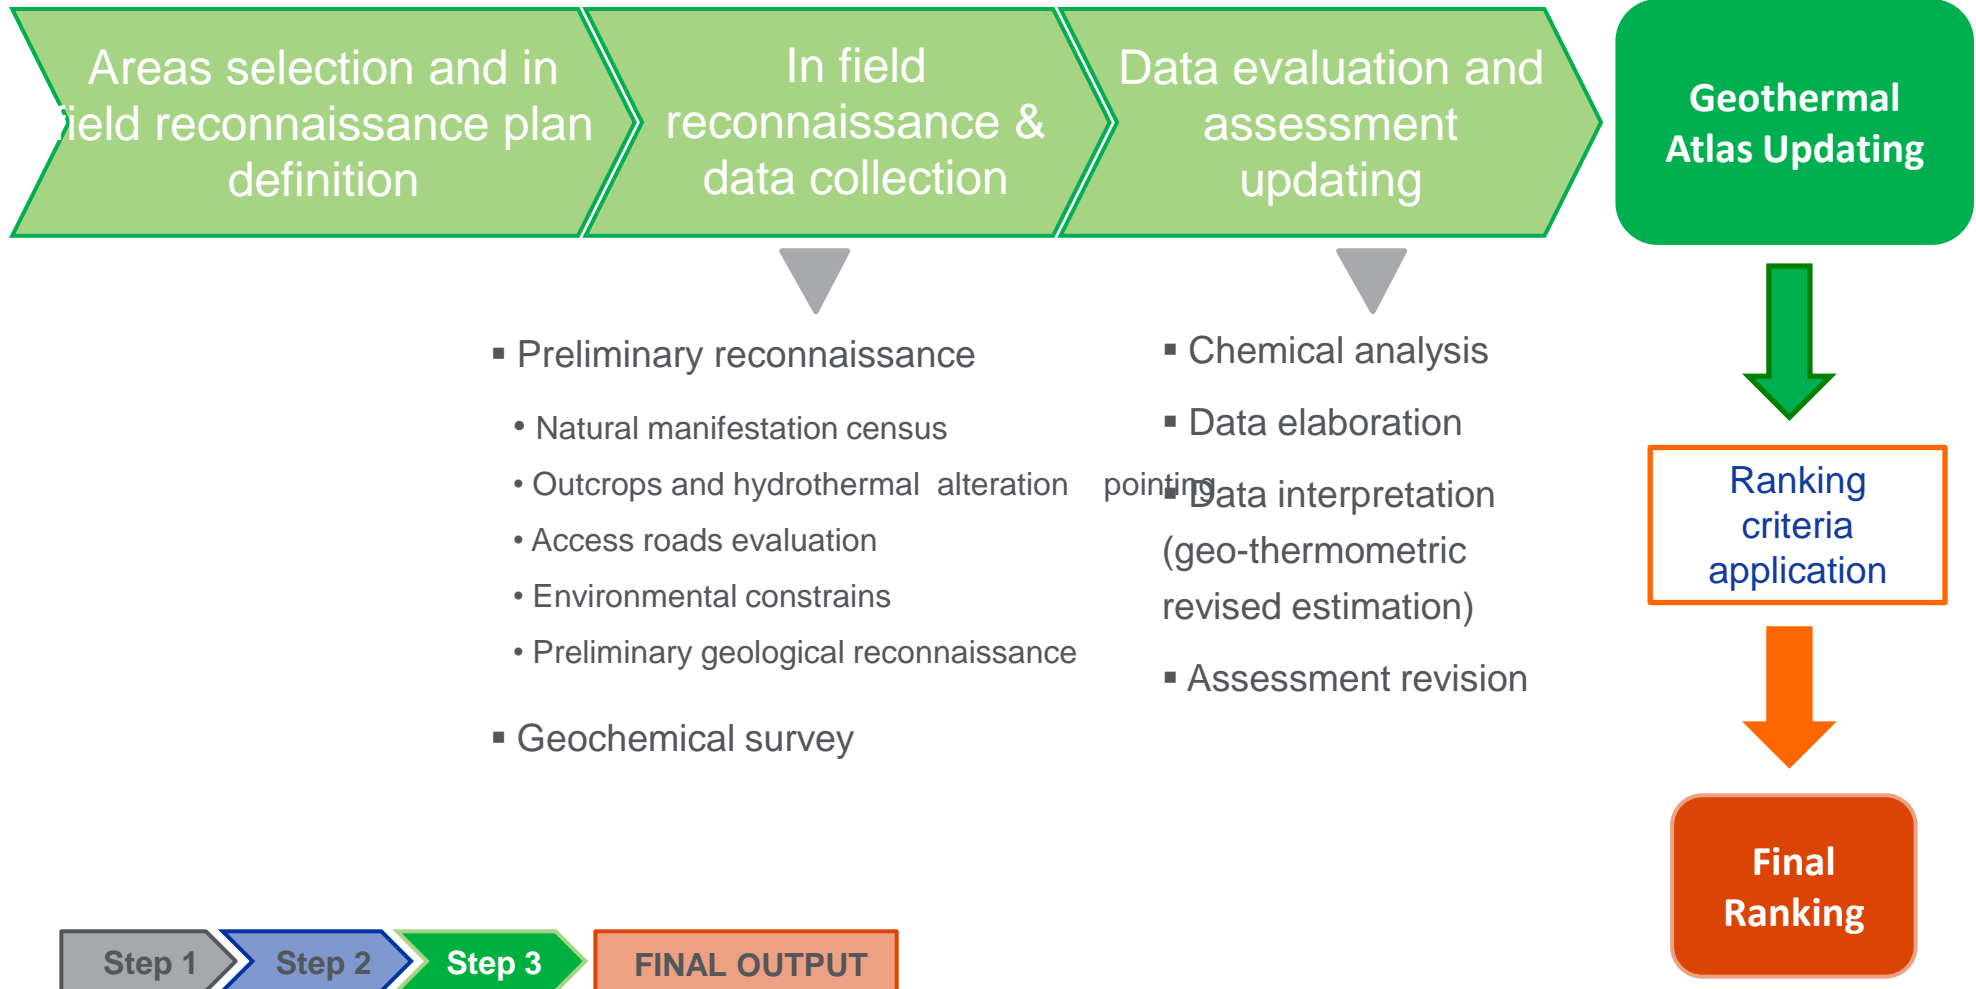 Areas selection and in
field reconnaissance plan
definition
In field
reconnaissance &
data collection
Data evaluation and
assessment
updating
Geothermal
Atlas Updating
▪ Preliminary reconnaissance
• Natural manifestation census
• Outcrops and hydrothermal alteration pointing
• Access roads evaluation
• Environmental constrains
• Preliminary geological reconnaissance
▪ Geochemical survey
▪ Chemical analysis
▪ Data elaboration
▪ Data interpretation
(geo-thermometric
revised estimation)
▪ Assessment revision
Ranking
criteria
application
Final
Ranking
Step 1
Step 2
Step 3
FINAL OUTPUT